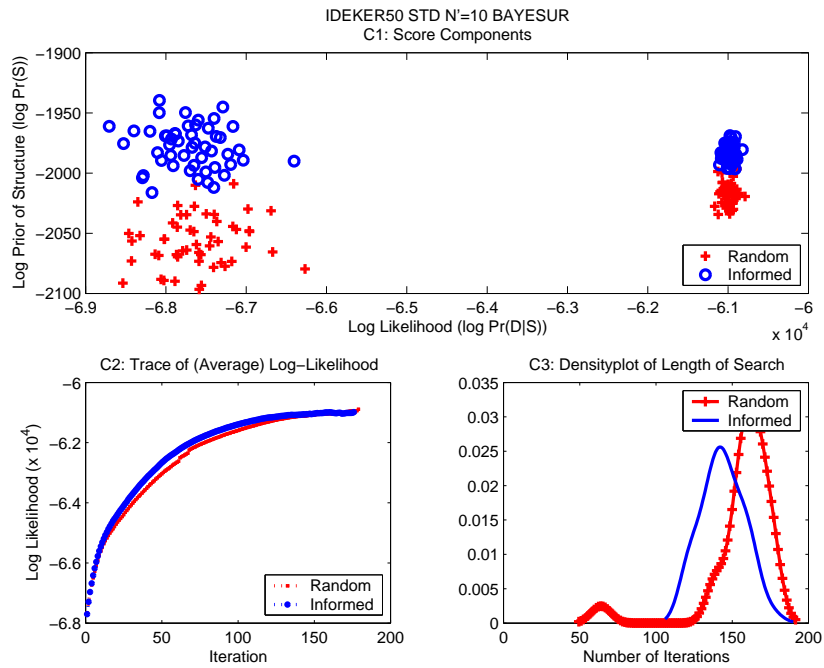 IDEKER50 STD N'=10 BAYESUR
C1: Score Components
Log Prior of Structure (log Pr(S))
−1900
−1950
−2000
−2050
−2100
−6.9 −6.8 −6.7 −6.6 −6.5 −6.4 −6.3 −6.2 −6.1 −6
Log Likelihood (log Pr(D|S))
x 10^4
Random
Informed
C2: Trace of (Average) Log−Likelihood
Log Likelihood (x 10^4)
−6
−6.2
−6.4
−6.6
−6.8
0 50 100 150 200
Iteration
Random
Informed
C3: Densityplot of Length of Search
0.035
0.03
0.025
0.02
0.015
0.01
0.005
0
0 50 100 150 200
Number of Iterations
Random
Informed